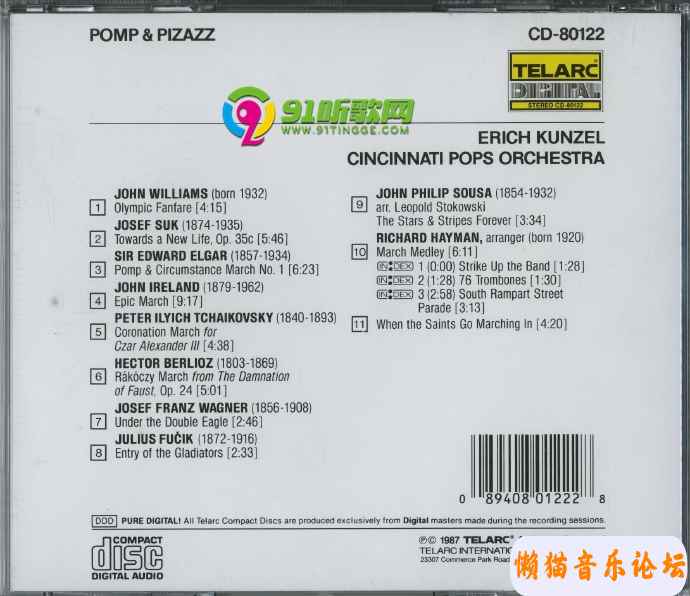 POMP & PIZAZZ
CD-80122
TELARC®
DIGITAL
STEREO CD-80122
91听歌网
WWW.91TINGGE.COM
ERICH KUNZEL
CINCINNATI POPS ORCHESTRA
JOHN WILLIAMS (born 1932)
1 Olympic Fanfare [4:15]
JOSEF SUK (1874-1935)
2 Towards a New Life, Op. 35c [5:46]
SIR EDWARD ELGAR (1857-1934)
3 Pomp & Circumstance March No. 1 [6:23]
JOHN IRELAND (1879-1962)
4 Epic March [9:17]
PETER ILYICH TCHAIKOVSKY (1840-1893)
5 Coronation March for
Czar Alexander III [4:38]
HECTOR BERLIOZ (1803-1869)
6 Rákóczy March from The Damnation
of Faust, Op. 24 [5:01]
JOSEF FRANZ WAGNER (1856-1908)
7 Under the Double Eagle [2:46]
JULIUS FUČIK (1872-1916)
8 Entry of the Gladiators [2:33]
JOHN PHILIP SOUSA (1854-1932)
9 arr. Leopold Stokowski
The Stars & Stripes Forever [3:34]
RICHARD HAYMAN, arranger (born 1920)
10 March Medley [6:11]
INDEX 1 (0:00) Strike Up the Band [1:28]
INDEX 2 (1:28) 76 Trombones [1:30]
INDEX 3 (2:58) South Rampart Street
Parade [3:13]
11 When the Saints Go Marching In [4:20]
0 89408 01222 8
DDD PURE DIGITAL! All Telarc Compact Discs are produced exclusively from Digital masters made during the recording sessions.
COMPACT
disc
DIGITAL AUDIO
℗© 1987 TELARC®
TELARC INTERNATIONAL
23307 Commerce Park Road
懒猫音乐论坛